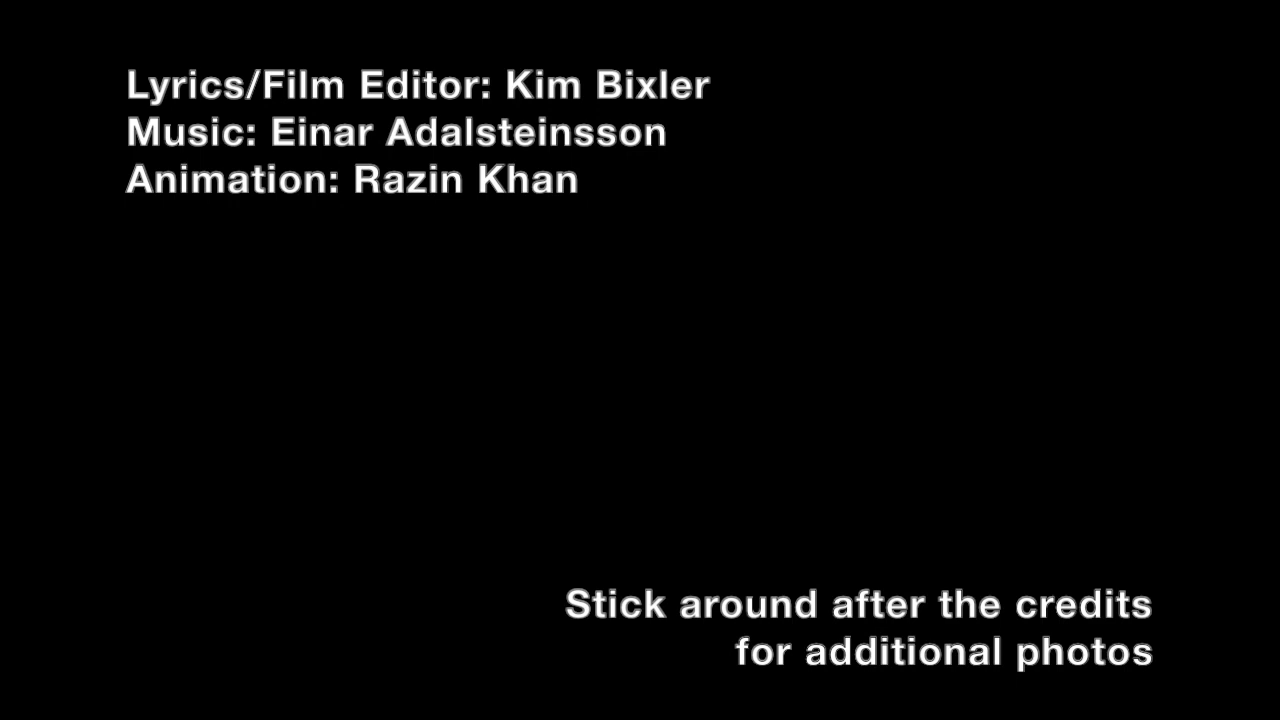 Lyrics/Film Editor: Kim Bixler
Music: Einar Adalsteinsson
Animation: Razin Khan
Stick around after the credits
for additional photos